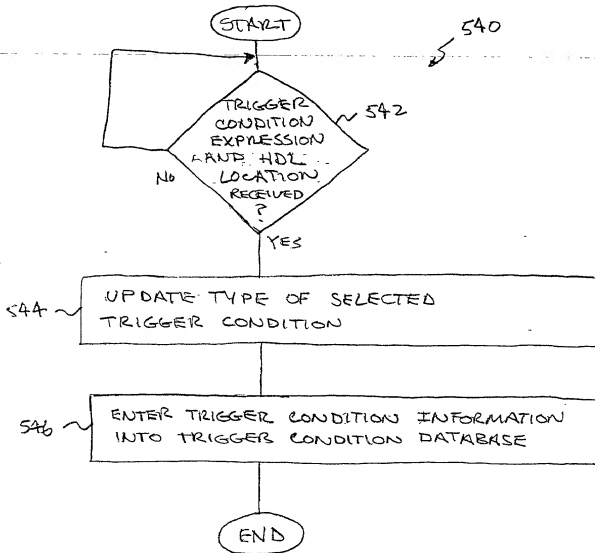 START
540
TRIGGER
CONDITION
EXPRESSION
AND HDL
LOCATION
RECEIVED
?
542
NO
YES
544
UPDATE TYPE OF SELECTED
TRIGGER CONDITION
546
ENTER TRIGGER CONDITION INFORMATION
INTO TRIGGER CONDITION DATABASE
END